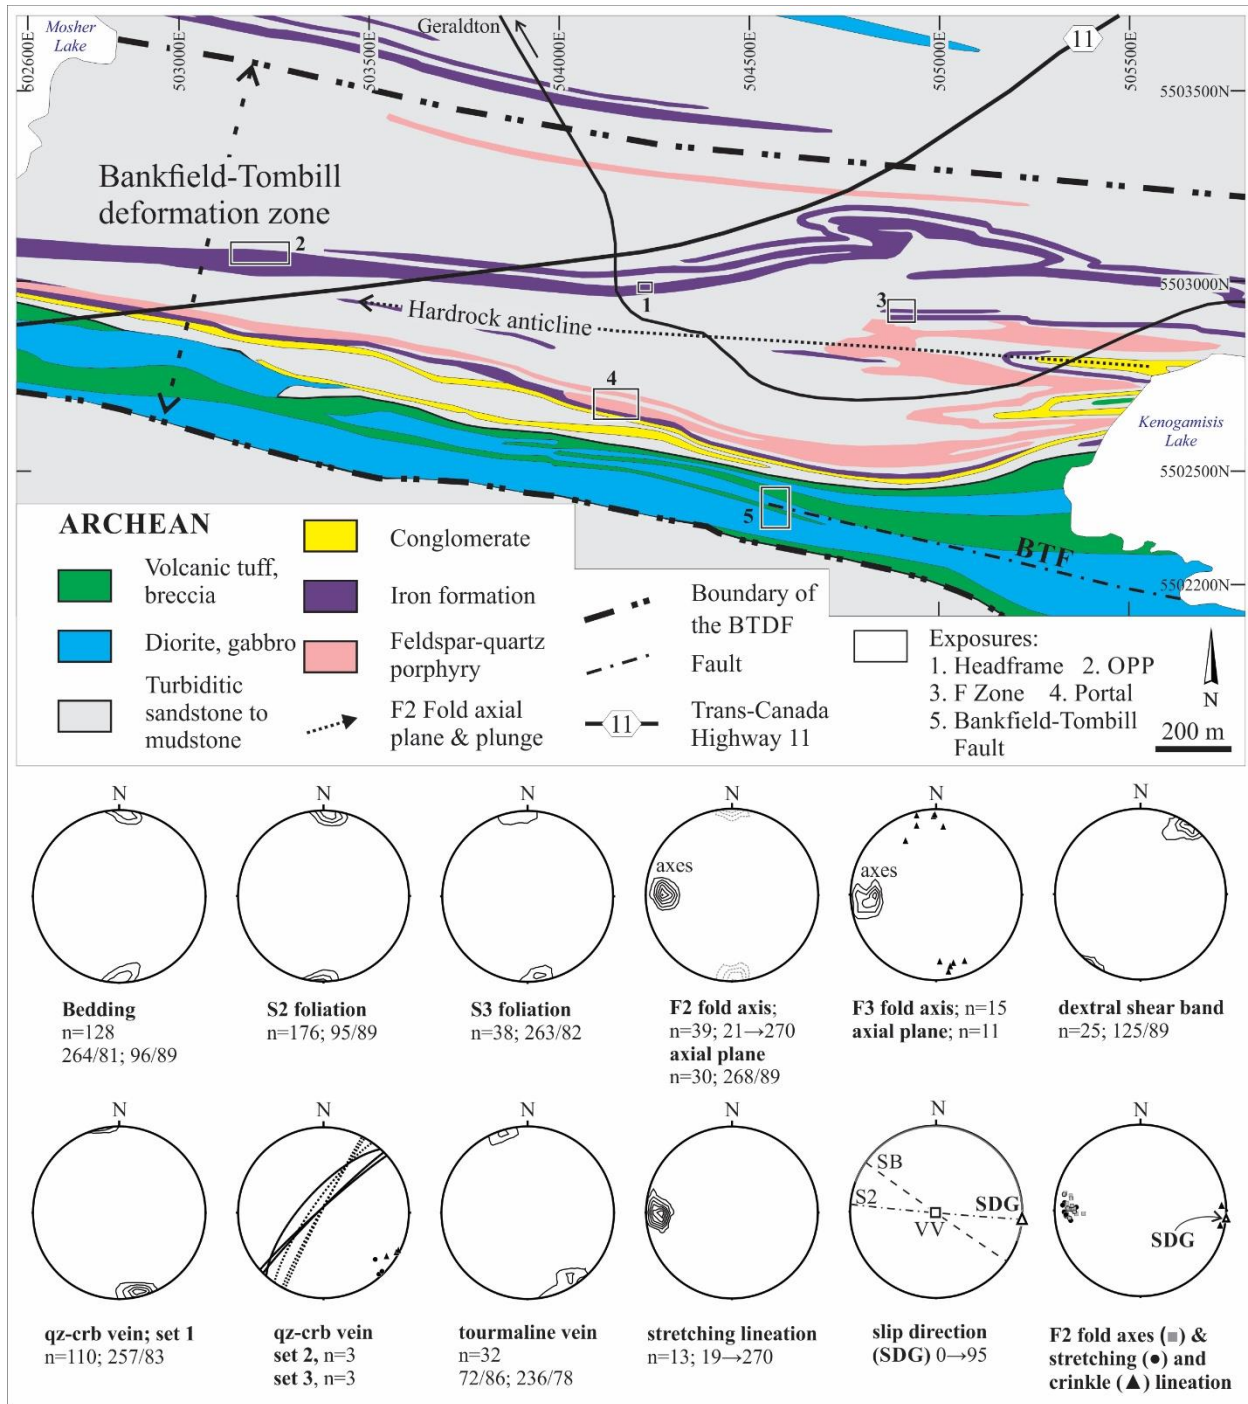 Mosher
Lake
Geraldton
11
502600E
503000E
503500E
504000E
504500E
505000E
505500E
5503500N
Bankfield-Tombill
deformation zone
2
1
3
5503000N
Hardrock anticline
4
Kenogamisis
Lake
5502500N
5
BTF
5502200N
ARCHEAN
Volcanic tuff,
breccia
Diorite, gabbro
Turbiditic
sandstone to
mudstone
Conglomerate
Iron formation
Feldspar-quartz
porphyry
F2 Fold axial
plane & plunge
Boundary of
the BTDF
Fault
11
Trans-Canada
Highway 11
Exposures:
1. Headframe 2. OPP
3. F Zone 4. Portal
5. Bankfield-Tombill
Fault
N
200 m
N
Bedding
n=128
264/81; 96/89
N
S2 foliation
n=176; 95/89
N
S3 foliation
n=38; 263/82
N
axes
F2 fold axis;
n=39; 21→270
axial plane
n=30; 268/89
N
axes
F3 fold axis; n=15
axial plane; n=11
N
dextral shear band
n=25; 125/89
N
qz-crb vein; set 1
n=110; 257/83
N
qz-crb vein
set 2, n=3
set 3, n=3
N
tourmaline vein
n=32
72/86; 236/78
N
stretching lineation
n=13; 19→270
N
SB
S2
SDG
VV
slip direction
(SDG) 0→95
N
SDG
F2 fold axes (■) &
stretching (●) and
crinkle (▲) lineation